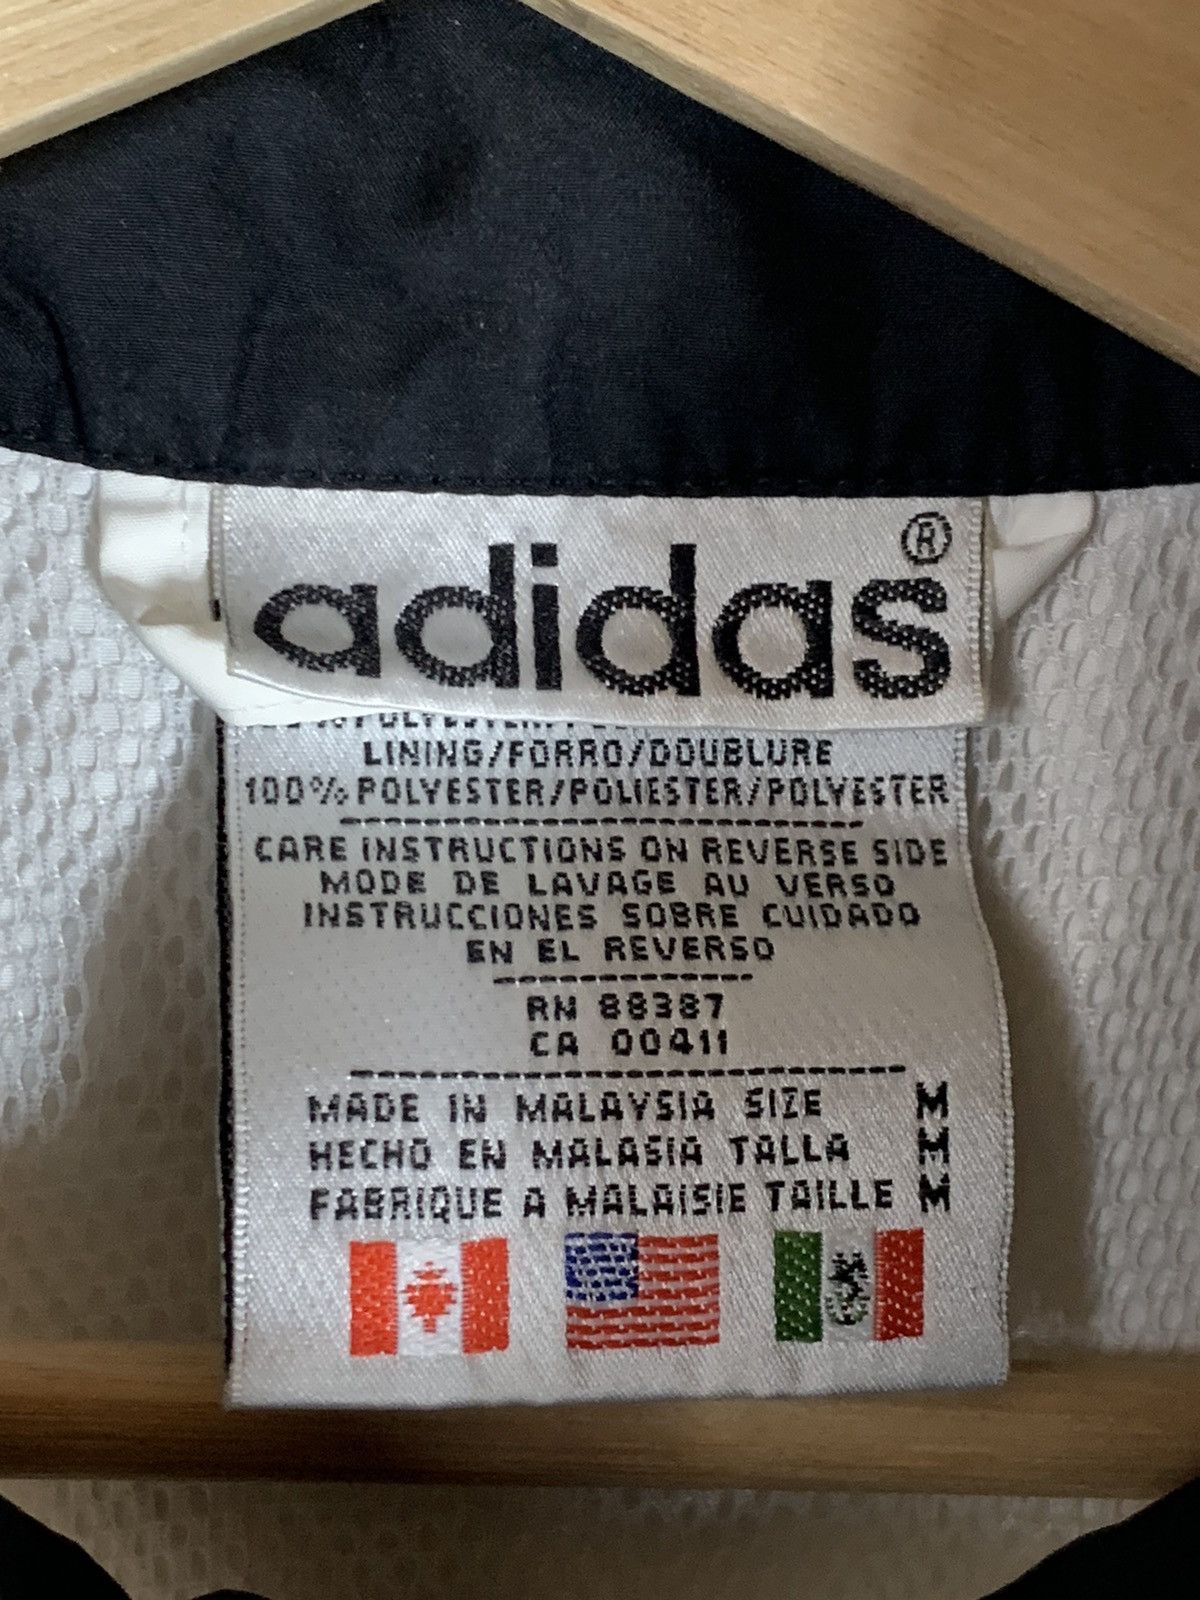 adidas®
LINING/FORRO/DOUBLURE
100% POLYESTER/POLIESTER/POLYESTER
CARE INSTRUCTIONS ON REVERSE SIDE
MODE DE LAVAGE AU VERSO
INSTRUCCIONES SOBRE CUIDADO
EN EL REVERSO
RN 88387
CA 00411
MADE IN MALAYSIA SIZE M
HECHO EN MALASIA TALLA M
FABRIQUE A MALAISIE TAILLE M